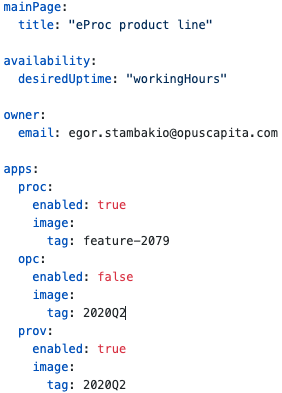 mainPage:
  title: "eProc product line"
availability:
  desiredUptime: "workingHours"
owner:
  email: egor.stambakio@opuscapita.com
apps:
  proc:
    enabled: true
    image:
      tag: feature-2079
  opc:
    enabled: false
    image:
      tag: 2020Q2
  prov:
    enabled: true
    image:
      tag: 2020Q2